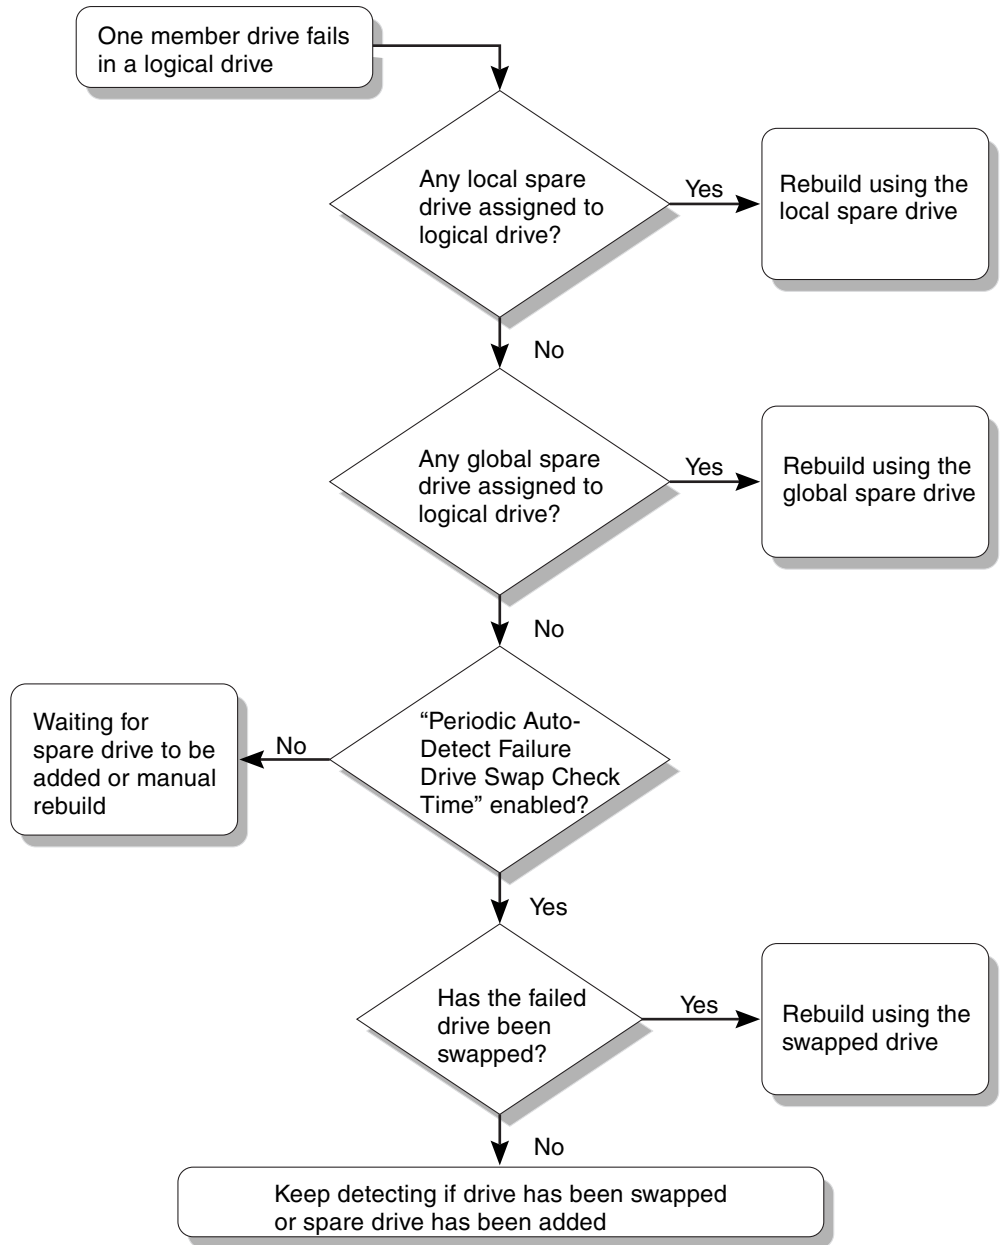 One member drive fails
in a logical drive
Any local spare
drive assigned to
logical drive?
Yes
Rebuild using the
local spare drive
No
Any global spare
drive assigned to
logical drive?
Yes
Rebuild using the
global spare drive
No
“Periodic Auto-
Detect Failure
Drive Swap Check
Time” enabled?
No
Waiting for
spare drive to be
added or manual
rebuild
Yes
Has the failed
drive been
swapped?
Yes
Rebuild using the
swapped drive
No
Keep detecting if drive has been swapped
or spare drive has been added